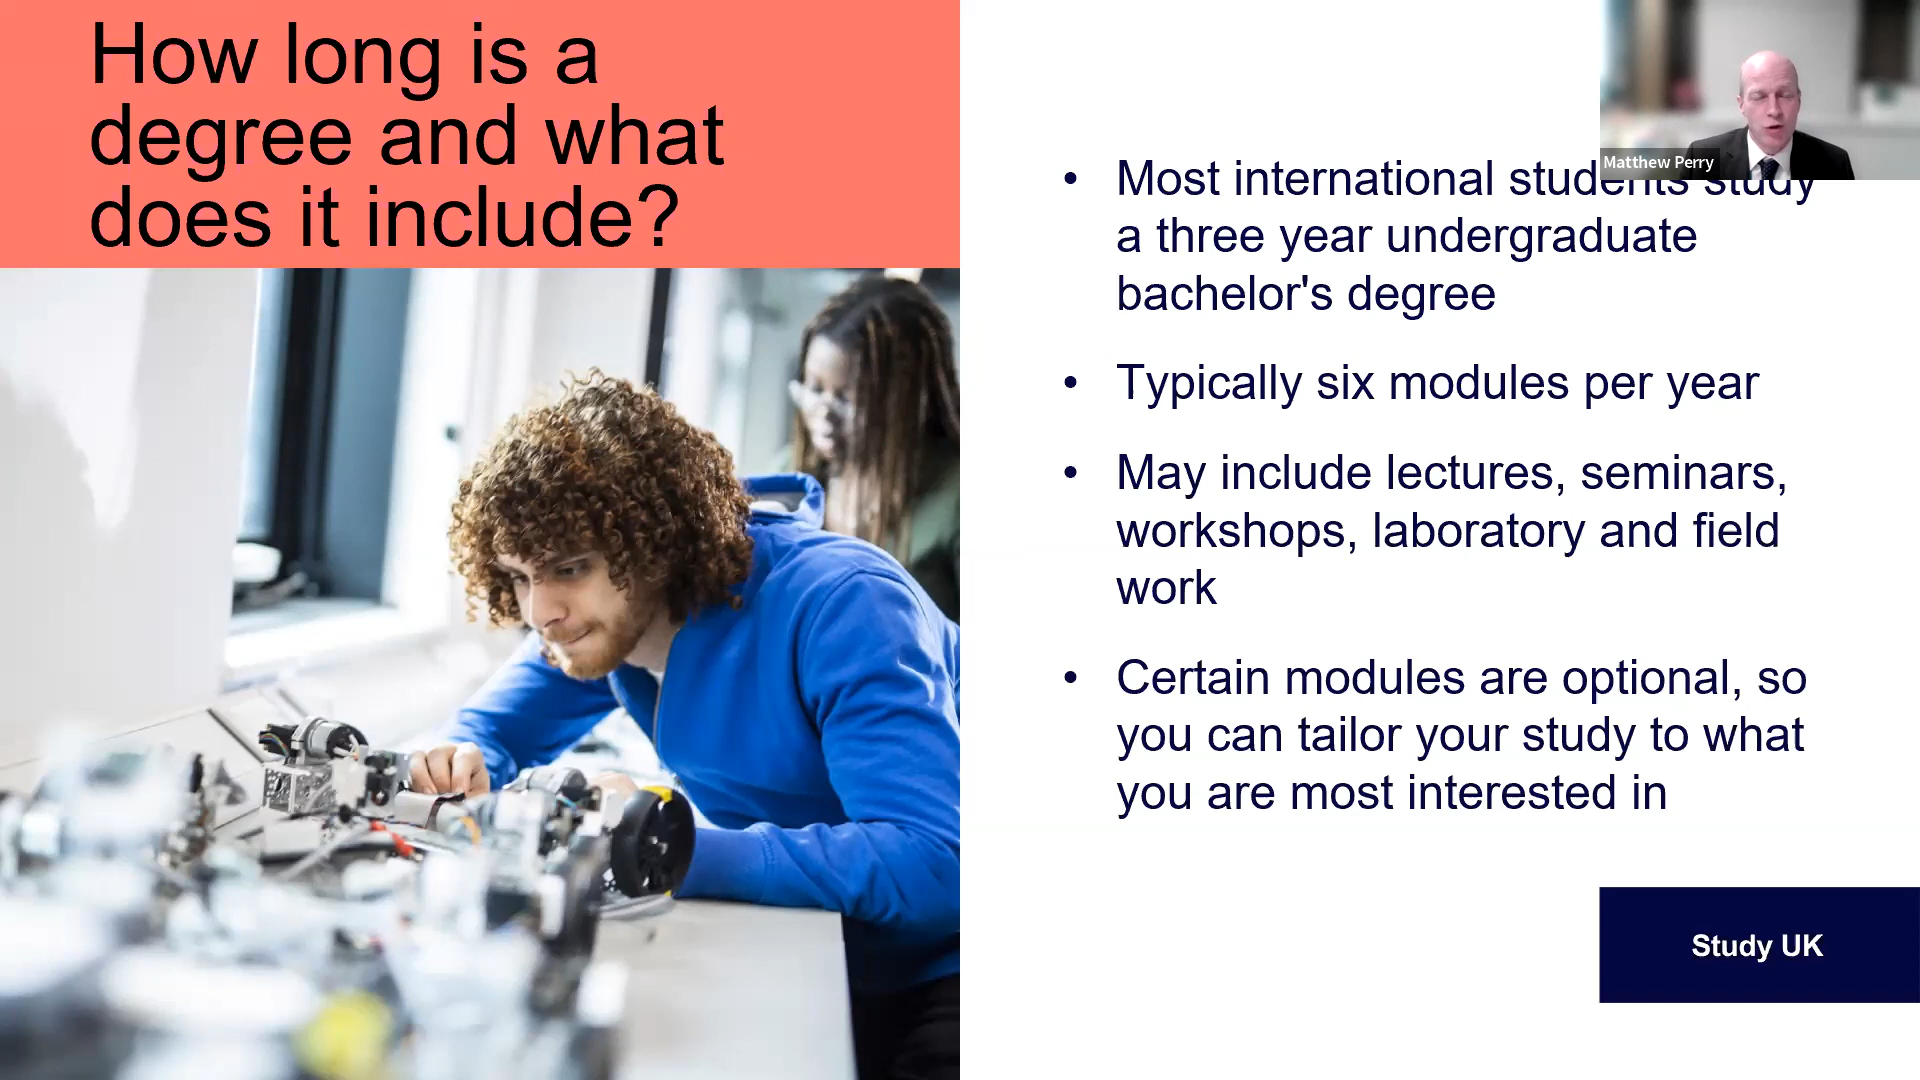 How long is a
degree and what
does it include?
Matthew Perry
• Most international students study
a three year undergraduate
bachelor's degree
• Typically six modules per year
• May include lectures, seminars,
workshops, laboratory and field
work
• Certain modules are optional, so
you can tailor your study to what
you are most interested in
Study UK